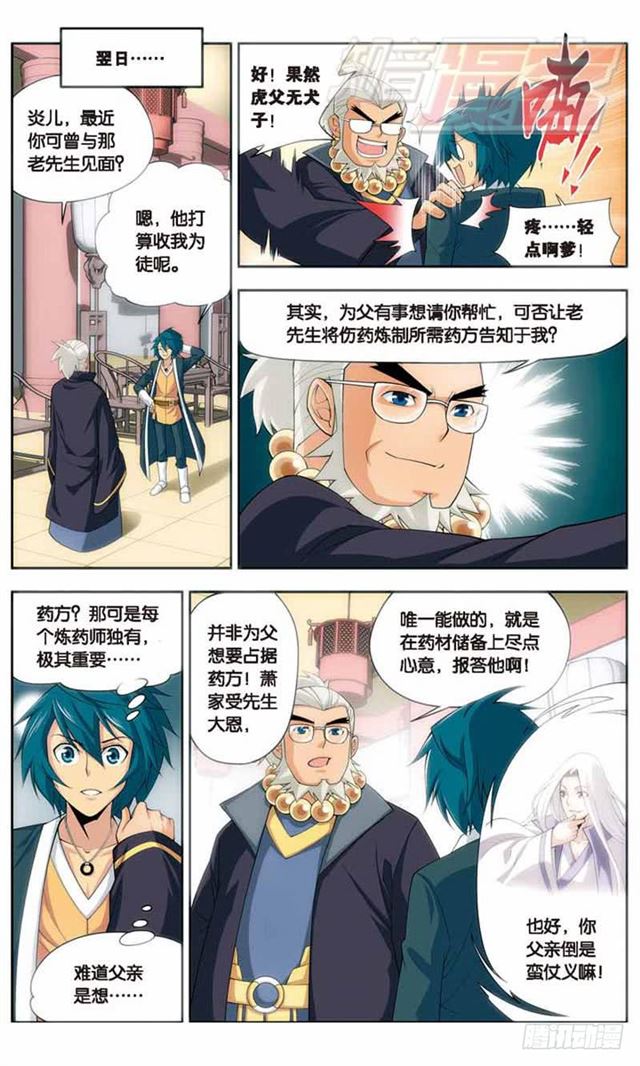 翌日……
炎儿，最近
你可曾与那
老先生见面？
嗯，他打
算收我为
徒呢。
好！果然
虎父无犬
子！
啪!!
疼……轻
点啊爹！
其实，为父有事想请你帮忙，可否让老
先生将伤药炼制所需药方告知于我？
药方？那可是每
个炼药师独有，
极其重要……
难道父亲
是想……
并非为父
想要占据
药方！萧
家受先生
大恩，
唯一能做的，就是
在药材储备上尽点
心意，报答他啊！
也好，你
父亲倒是
蛮仗义嘛！
腾讯动漫